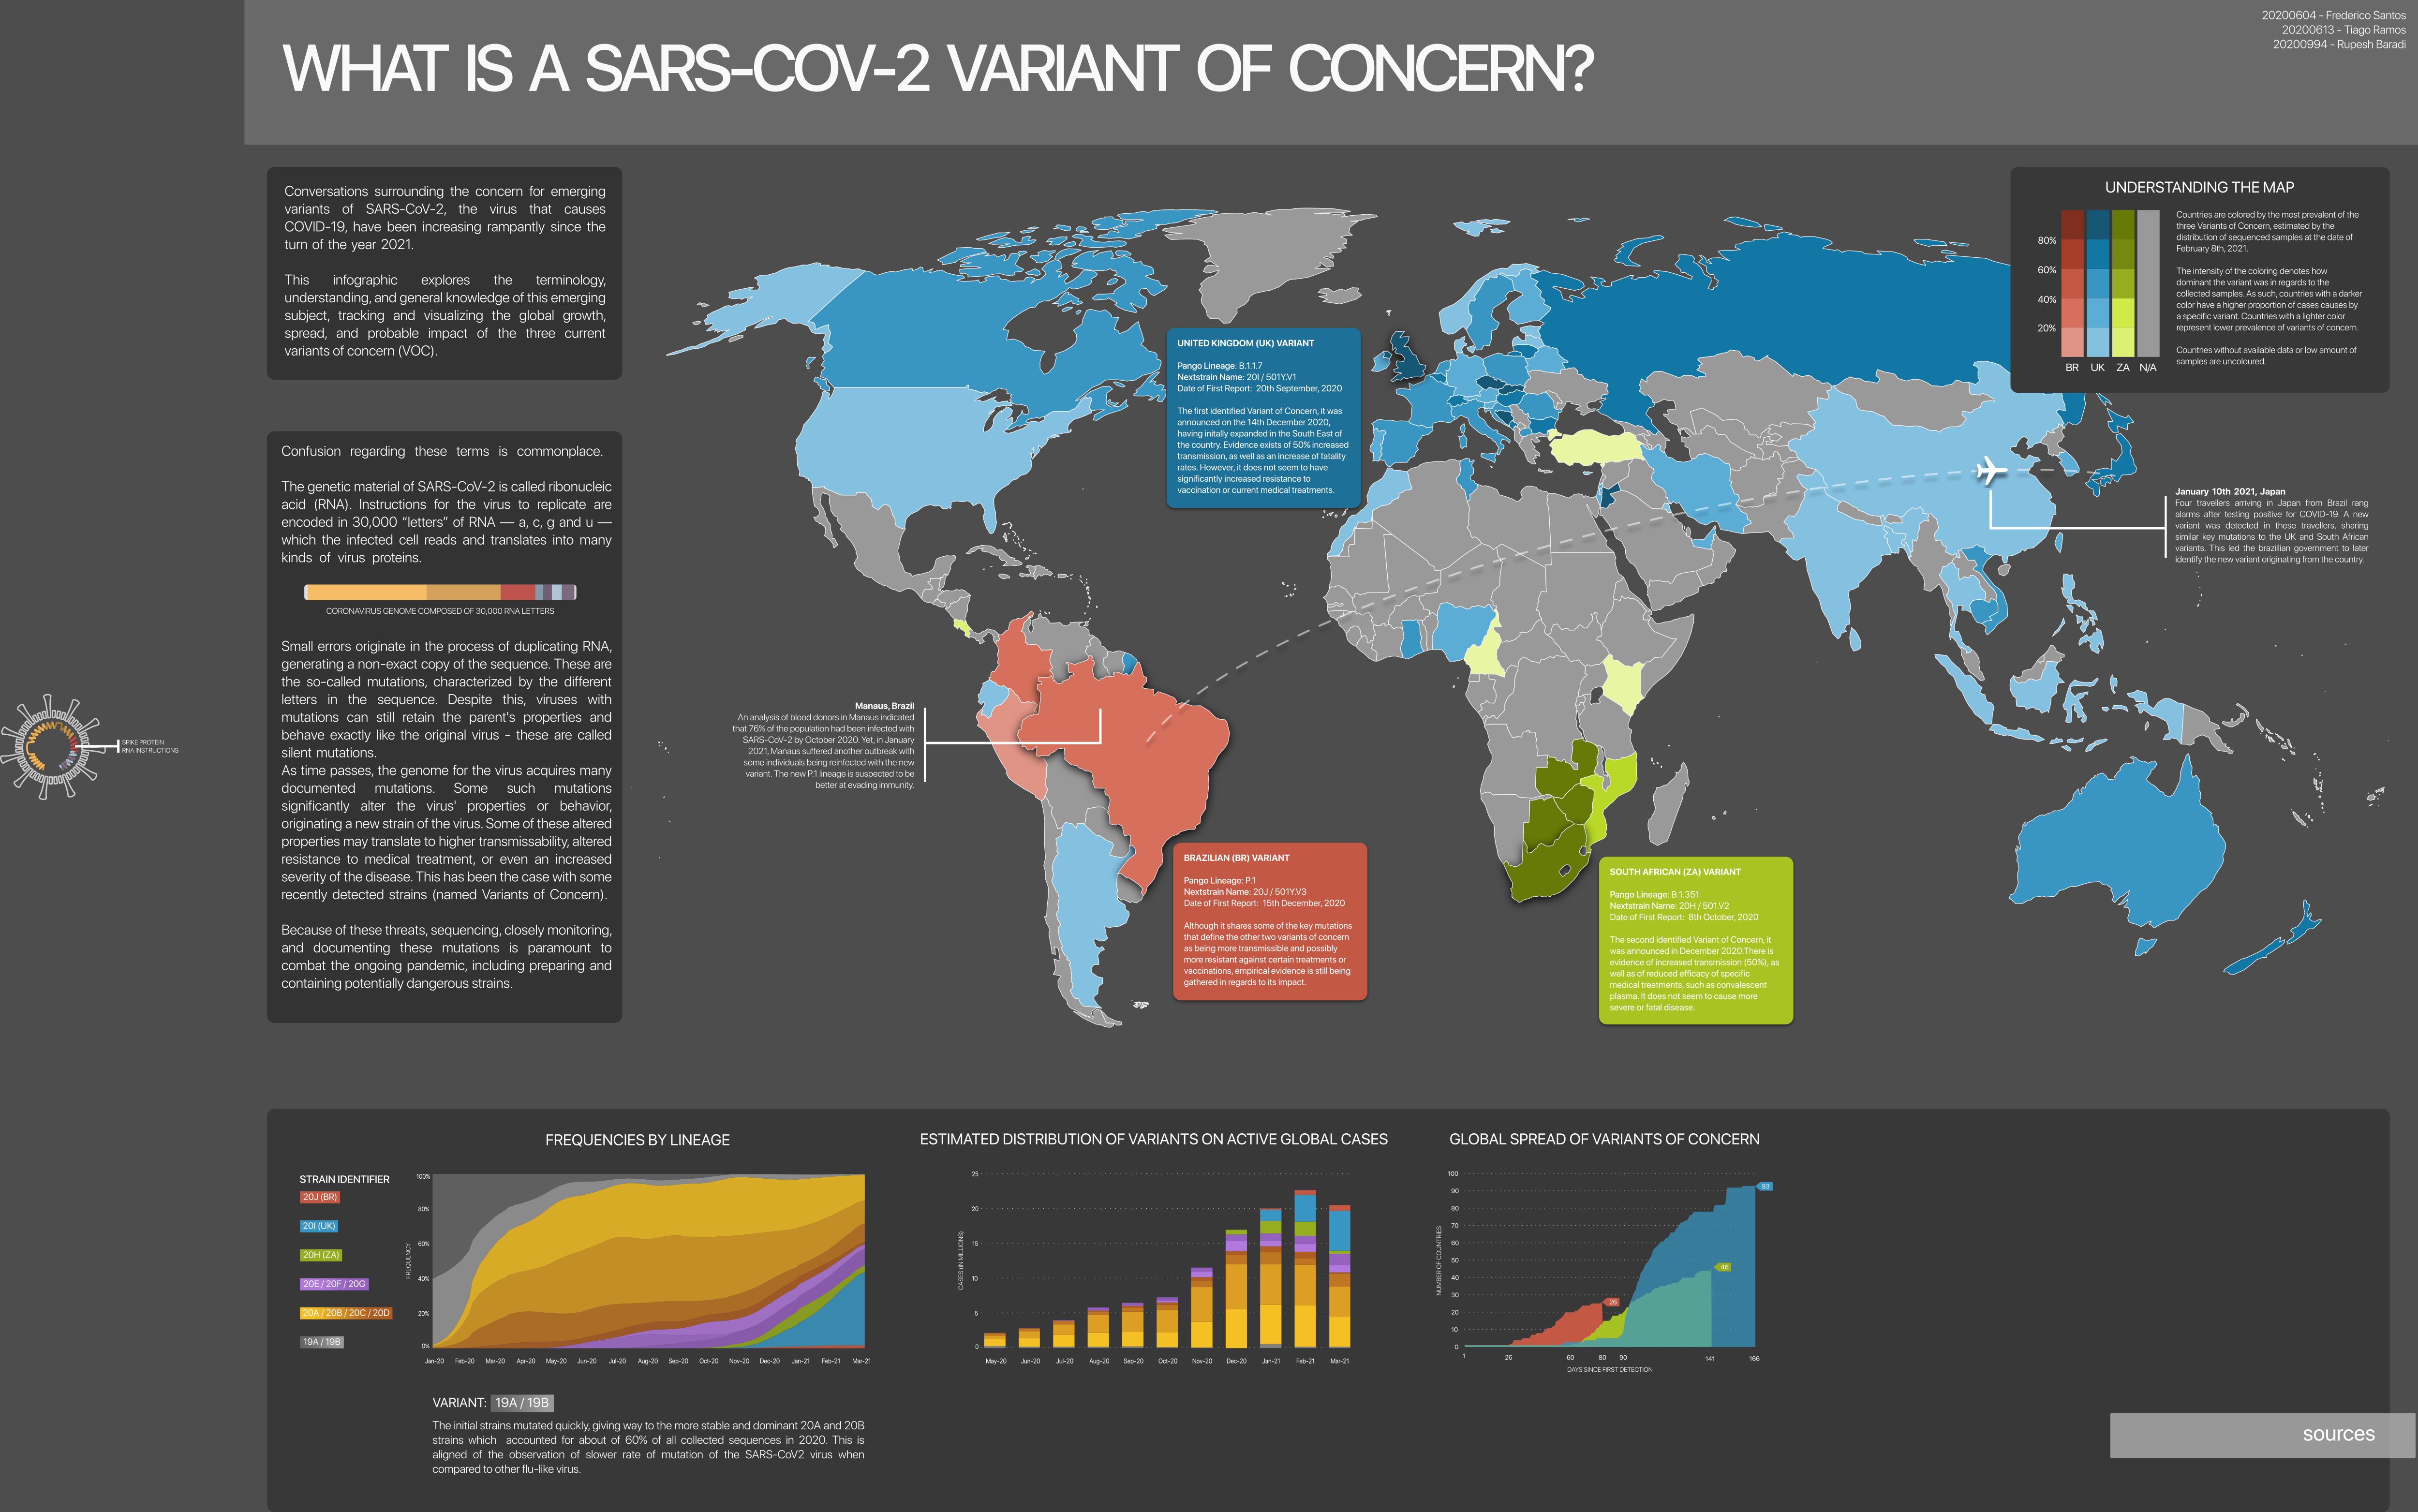 20200604 - Frederico Santos
20200613 - Tiago Ramos
20200994 - Rupesh Baradi
WHAT IS A SARS-COV-2 VARIANT OF CONCERN?
Conversations surrounding the concern for emerging
variants of SARS-CoV-2, the virus that causes
COVID-19, have been increasing rampantly since the
turn of the year 2021.
This infographic explores the terminology,
understanding, and general knowledge of this emerging
subject, tracking and visualizing the global growth,
spread, and probable impact of the three current
variants of concern (VOC).
Confusion regarding these terms is commonplace.
The genetic material of SARS-CoV-2 is called ribonucleic
acid (RNA). Instructions for the virus to replicate are
encoded in 30,000 “letters” of RNA — a, c, g and u —
which the infected cell reads and translates into many
kinds of virus proteins.
CORONAVIRUS GENOME COMPOSED OF 30,000 RNA LETTERS
Small errors originate in the process of duplicating RNA,
generating a non-exact copy of the sequence. These are
the so-called mutations, characterized by the different
letters in the sequence. Despite this, viruses with
mutations can still retain the parent's properties and
behave exactly like the original virus - these are called
silent mutations.
As time passes, the genome for the virus acquires many
documented mutations. Some such mutations
significantly alter the virus' properties or behavior,
originating a new strain of the virus. Some of these altered
properties may translate to higher transmissability, altered
resistance to medical treatment, or even an increased
severity of the disease. This has been the case with some
recently detected strains (named Variants of Concern).
Because of these threats, sequencing, closely monitoring,
and documenting these mutations is paramount to
combat the ongoing pandemic, including preparing and
containing potentially dangerous strains.
SPIKE PROTEIN
RNA INSTRUCTIONS
UNDERSTANDING THE MAP
80%
60%
40%
20%
BR UK ZA N/A
Countries are colored by the most prevalent of the
three Variants of Concern, estimated by the
distribution of sequenced samples at the date of
February 8th, 2021.
The intensity of the coloring denotes how
dominant the variant was in regards to the
collected samples. As such, countries with a darker
color have a higher proportion of cases causes by
a specific variant. Countries with a lighter color
represent lower prevalence of variants of concern.
Countries without available data or low amount of
samples are uncoloured.
UNITED KINGDOM (UK) VARIANT
Pango Lineage: B.1.1.7
Nextstrain Name: 20I / 501Y.V1
Date of First Report: 20th September, 2020
The first identified Variant of Concern, it was
announced on the 14th December 2020,
having initally expanded in the South East of
the country. Evidence exists of 50% increased
transmission, as well as an increase of fatality
rates. However, it does not seem to have
significantly increased resistance to
vaccination or current medical treatments.
January 10th 2021, Japan
Four travellers arriving in Japan from Brazil rang
alarms after testing positive for COVID-19. A new
variant was detected in these travellers, sharing
similar key mutations to the UK and South African
variants. This led the brazillian government to later
identify the new variant originating from the country.
Manaus, Brazil
An analysis of blood donors in Manaus indicated
that 76% of the population had been infected with
SARS-CoV-2 by October 2020. Yet, in January
2021, Manaus suffered another outbreak with
some individuals being reinfected with the new
variant. The new P.1 lineage is suspected to be
better at evading immunity.
BRAZILIAN (BR) VARIANT
Pango Lineage: P.1
Nextstrain Name: 20J / 501Y.V3
Date of First Report: 15th December, 2020
Although it shares some of the key mutations
that define the other two variants of concern
as being more transmissible and possibly
more resistant against certain treatments or
vaccinations, empirical evidence is still being
gathered in regards to its impact.
SOUTH AFRICAN (ZA) VARIANT
Pango Lineage: B.1.351
Nextstrain Name: 20H / 501.V2
Date of First Report: 8th October, 2020
The second identified Variant of Concern, it
was announced in December 2020.There is
evidence of increased transmission (50%), as
well as of reduced efficacy of specific
medical treatments, such as convalescent
plasma. It does not seem to cause more
severe or fatal disease.
FREQUENCIES BY LINEAGE
STRAIN IDENTIFIER
20J (BR)
20I (UK)
20H (ZA)
20E / 20F / 20G
20A / 20B / 20C / 20D
19A / 19B
FREQUENCY
100%
80%
60%
40%
20%
0%
Jan-20 Feb-20 Mar-20 Apr-20 May-20 Jun-20 Jul-20 Aug-20 Sep-20 Oct-20 Nov-20 Dec-20 Jan-21 Feb-21 Mar-21
VARIANT: 19A / 19B
The initial strains mutated quickly, giving way to the more stable and dominant 20A and 20B
strains which accounted for about of 60% of all collected sequences in 2020. This is
aligned of the observation of slower rate of mutation of the SARS-CoV2 virus when
compared to other flu-like virus.
ESTIMATED DISTRIBUTION OF VARIANTS ON ACTIVE GLOBAL CASES
CASES (IN MILLIONS)
25
20
15
10
5
0
May-20 Jun-20 Jul-20 Aug-20 Sep-20 Oct-20 Nov-20 Dec-20 Jan-21 Feb-21 Mar-21
GLOBAL SPREAD OF VARIANTS OF CONCERN
NUMBER OF COUNTRIES
100
90
80
70
60
50
40
30
20
10
0
93
46
26
1 26 60 80 90 141 166
DAYS SINCE FIRST DETECTION
sources